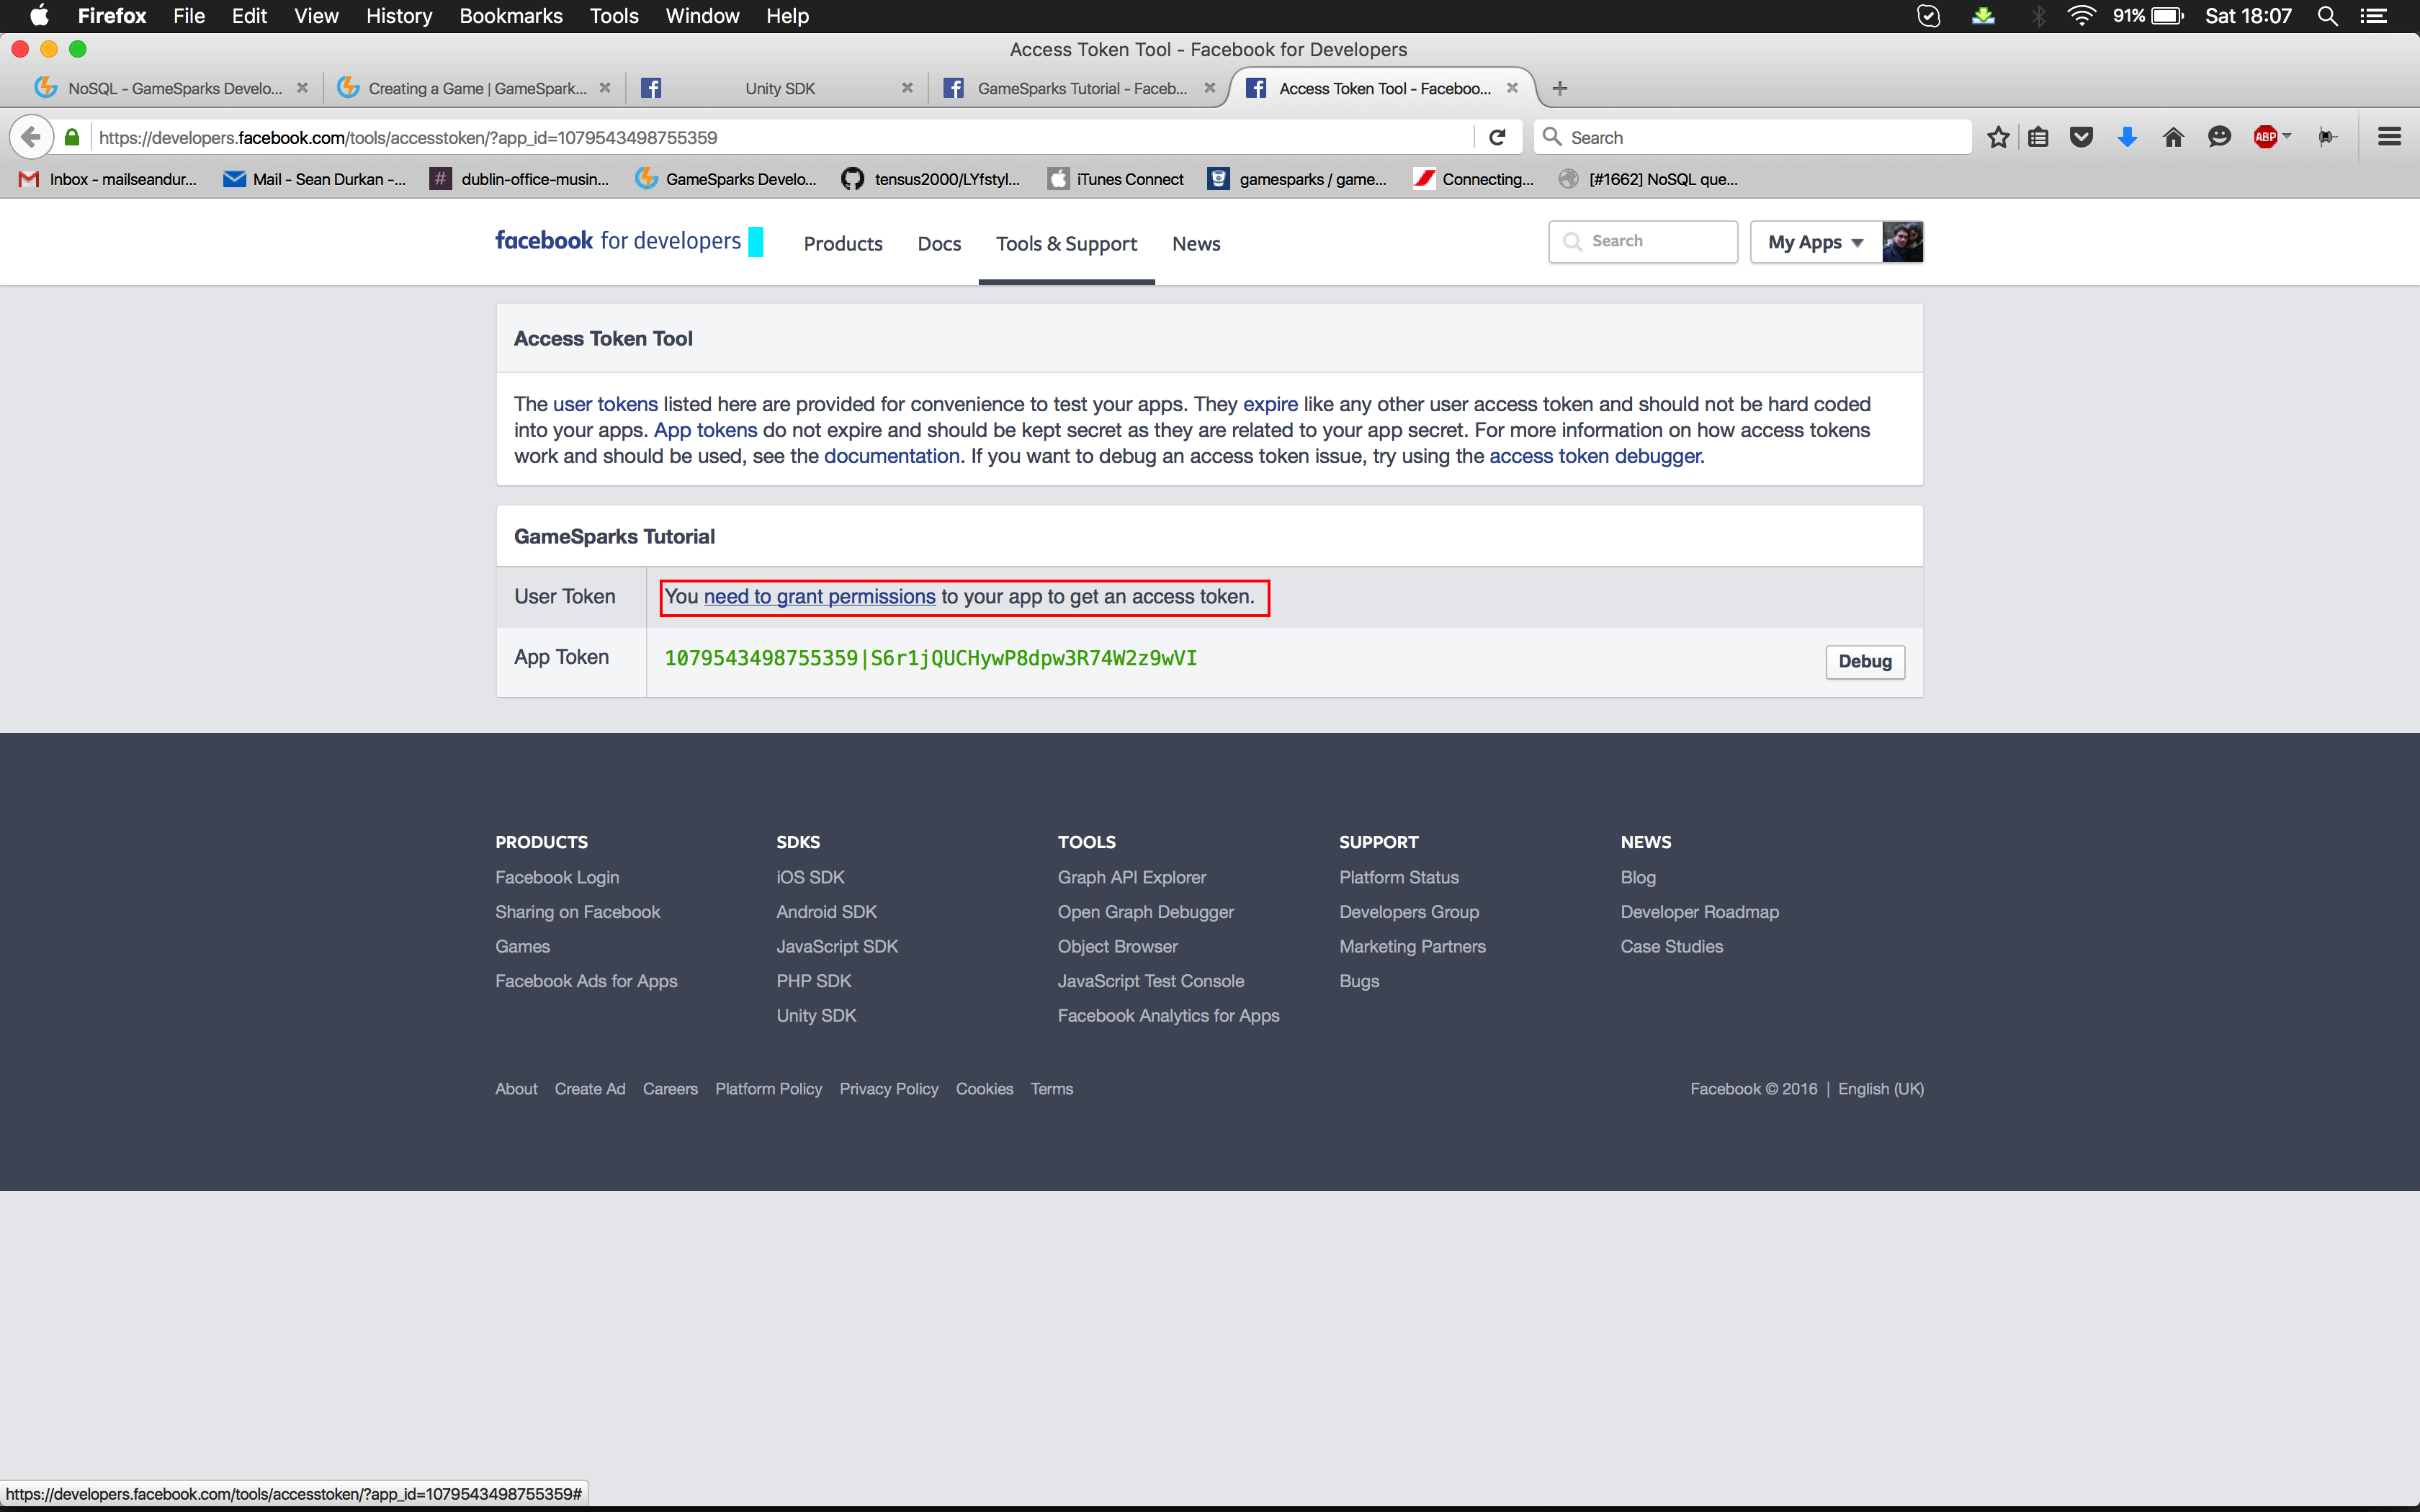 Firefox File Edit View History Bookmarks Tools Window Help 91% Sat 18:07
Access Token Tool - Facebook for Developers
NoSQL - GameSparks Develo... Creating a Game | GameSpark... Unity SDK GameSparks Tutorial - Faceb... Access Token Tool - Faceboo...
https://developers.facebook.com/tools/accesstoken/?app_id=1079543498755359 Search ABP
Inbox - mailseandur... Mail - Sean Durkan -... # dublin-office-musin... GameSparks Develo... tensus2000/LYfstyl... iTunes Connect gamesparks / game... Connecting... [#1662] NoSQL que...
facebook for developers Products Docs Tools & Support News Search My Apps
Access Token Tool
The user tokens listed here are provided for convenience to test your apps. They expire like any other user access token and should not be hard coded
into your apps. App tokens do not expire and should be kept secret as they are related to your app secret. For more information on how access tokens
work and should be used, see the documentation. If you want to debug an access token issue, try using the access token debugger.
GameSparks Tutorial
User Token You need to grant permissions to your app to get an access token.
App Token 1079543498755359|S6r1jQUCHywP8dpw3R74W2z9wVI Debug
PRODUCTS SDKS TOOLS SUPPORT NEWS
Facebook Login iOS SDK Graph API Explorer Platform Status Blog
Sharing on Facebook Android SDK Open Graph Debugger Developers Group Developer Roadmap
Games JavaScript SDK Object Browser Marketing Partners Case Studies
Facebook Ads for Apps PHP SDK JavaScript Test Console Bugs
Unity SDK Facebook Analytics for Apps
About Create Ad Careers Platform Policy Privacy Policy Cookies Terms Facebook © 2016 | English (UK)
https://developers.facebook.com/tools/accesstoken/?app_id=1079543498755359#